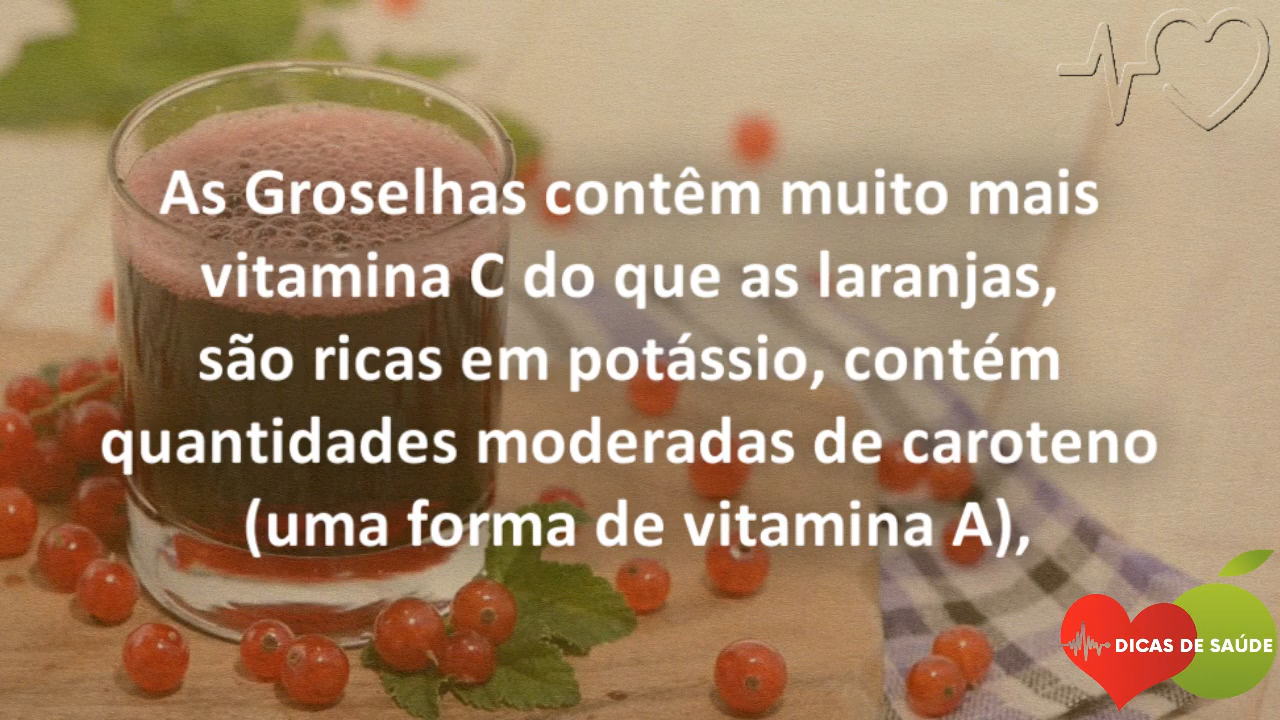 As Groselhas contêm muito mais
vitamina C do que as laranjas,
são ricas em potássio, contém
quantidades moderadas de caroteno
(uma forma de vitamina A),
DICAS DE SAÚDE